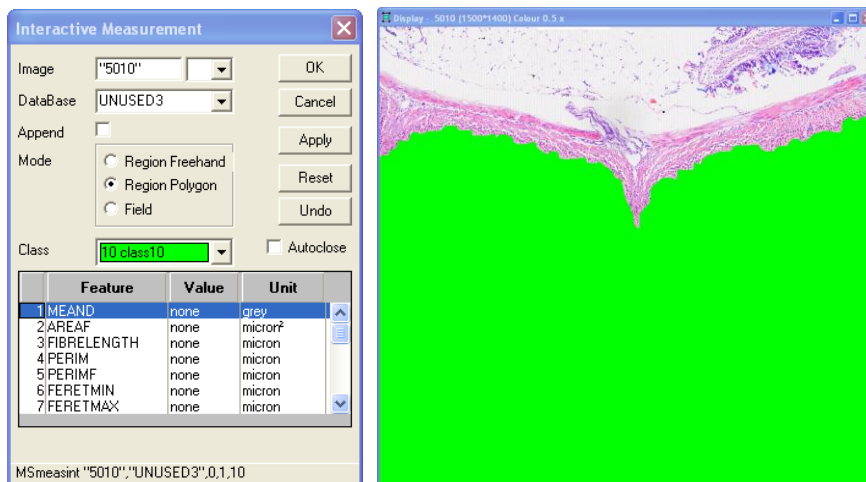 Interactive Measurement
Image "5010" OK
DataBase UNUSED3 Cancel
Append Apply
Mode Region Freehand
Region Polygon Reset
Field Undo
Class 10 class10 Autoclose
Feature Value Unit
1 MEAND none grey
2 AREAF none micron²
3 FIBRELENGTH none micron
4 PERIM none micron
5 PERIMF none micron
6 FERETMIN none micron
7 FERETMAX none micron
MSmeasint "5010","UNUSED3",0,1,10
Display - 5010 (1500*1400) Colour 0.5 x